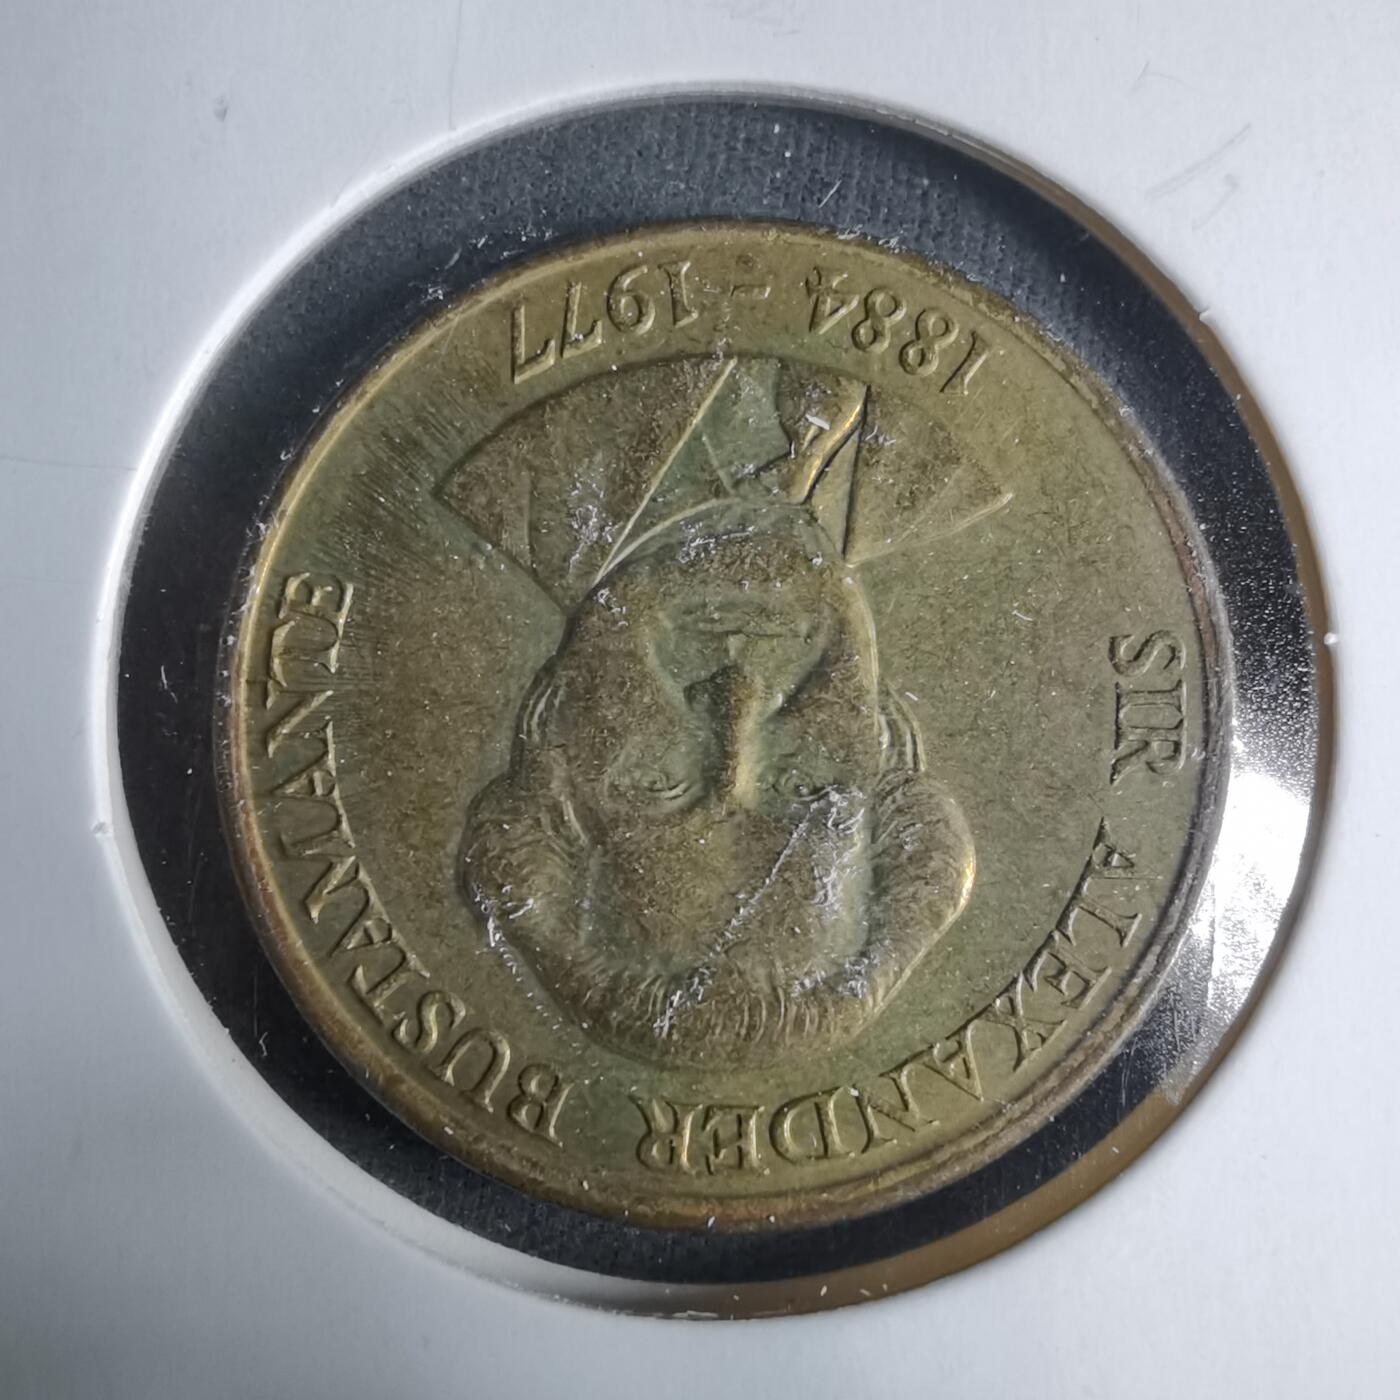 SIR ALEXANDER BUSTAMANTE
1884 - 1977